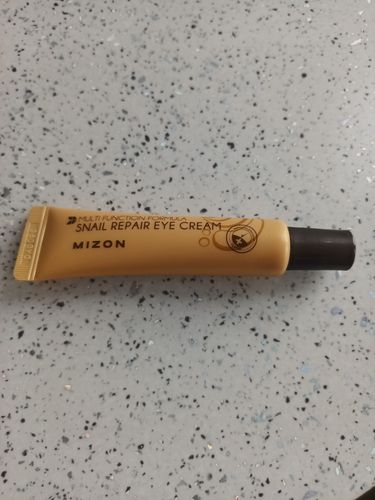 MULTI FUNCTION FORMULA
SNAIL REPAIR EYE CREAM
MIZON